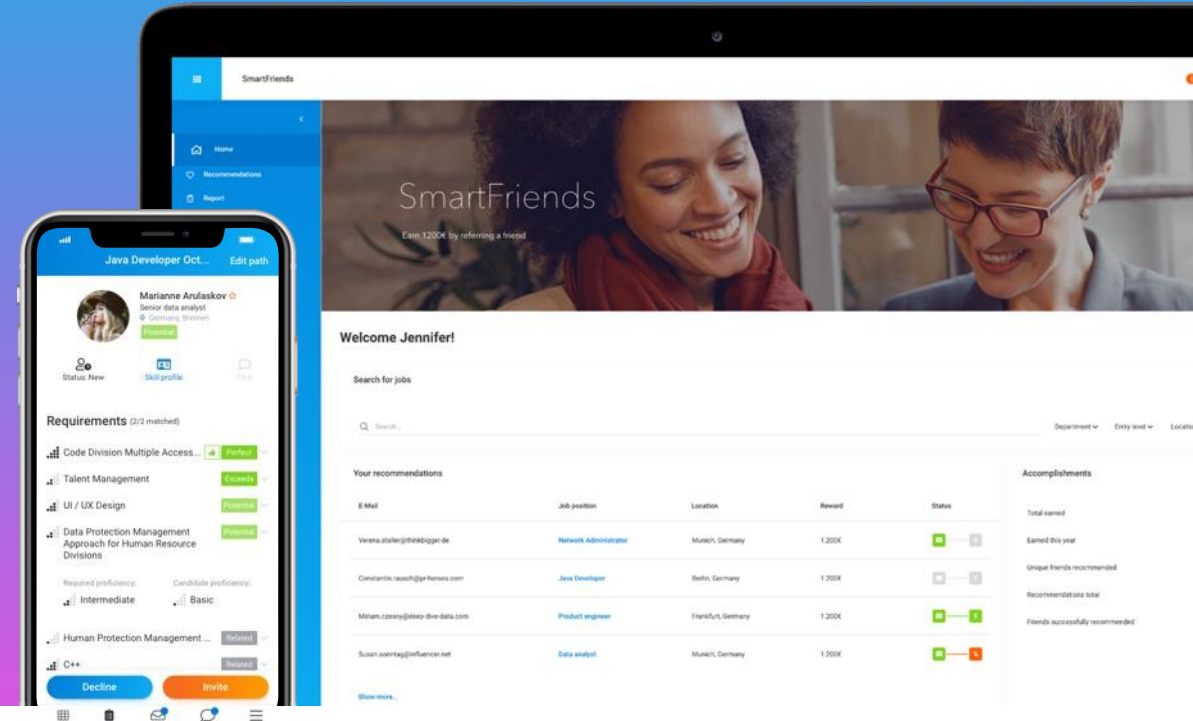 SmartFriends
Home
Recommendations
Report
SmartFriends
Earn 1200€ by referring a friend
Welcome Jennifer!
Search for jobs
Search...
Department
Entry level
Your recommendations
E-Mail Job position Location Reward Status
Verena.staller@thinkbigger.de Network Administrator Munich, Germany 1.200€
Constantin.rausch@pr-heroes.com Java Developer Berlin, Germany 1.200€
Miriam.czesny@deep-dive-data.com Product engineer Frankfurt, Germany 1.200€
Susan.sonntag@influencer.net Data analyst Munich, Germany 1.200€
Show more...
Accomplishments
Total earned
Earned this year
Unique friends recommended
Recommendations total
Friends successfully recommended
Java Developer Oct... Edit path
Marianne Arulaskov
Senior data analyst
Germany, Bremen
Potential
Status: New Skill profile Chat
Requirements (2/2 matched)
Code Division Multiple Access... Perfect
Talent Management Exceeds
UI / UX Design Potential
Data Protection Management Potential
Approach for Human Resource
Divisions
Required proficiency: Candidate proficiency:
Intermediate Basic
Human Protection Management ... Related
C++ Related
Decline Invite